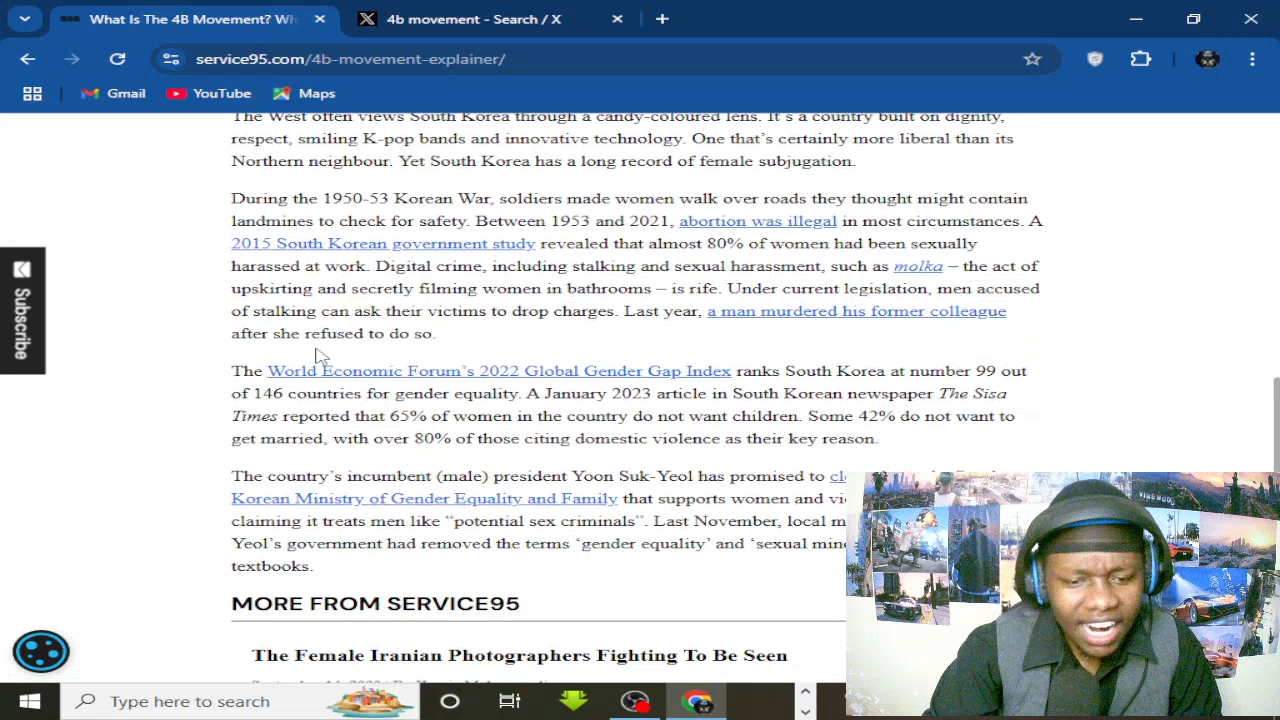 What Is The 4B Movement? Wh
4b movement - Search / X
service95.com/4b-movement-explainer/
Gmail
YouTube
Maps
The West often views South Korea through a candy-coloured lens. It's a country built on dignity,
respect, smiling K-pop bands and innovative technology. One that's certainly more liberal than its
Northern neighbour. Yet South Korea has a long record of female subjugation.
During the 1950-53 Korean War, soldiers made women walk over roads they thought might contain
landmines to check for safety. Between 1953 and 2021, abortion was illegal in most circumstances. A
2015 South Korean government study revealed that almost 80% of women had been sexually
harassed at work. Digital crime, including stalking and sexual harassment, such as molka – the act of
upskirting and secretly filming women in bathrooms – is rife. Under current legislation, men accused
of stalking can ask their victims to drop charges. Last year, a man murdered his former colleague
after she refused to do so.
Subscribe
The World Economic Forum's 2022 Global Gender Gap Index ranks South Korea at number 99 out
of 146 countries for gender equality. A January 2023 article in South Korean newspaper The Sisa
Times reported that 65% of women in the country do not want children. Some 42% do not want to
get married, with over 80% of those citing domestic violence as their key reason.
The country's incumbent (male) president Yoon Suk-Yeol has promised to
Korean Ministry of Gender Equality and Family that supports women and
claiming it treats men like "potential sex criminals". Last November, local
Yeol's government had removed the terms 'gender equality' and 'sexual
textbooks.
MORE FROM SERVICE95
The Female Iranian Photographers Fighting To Be Seen
Type here to search
VINEWOOD